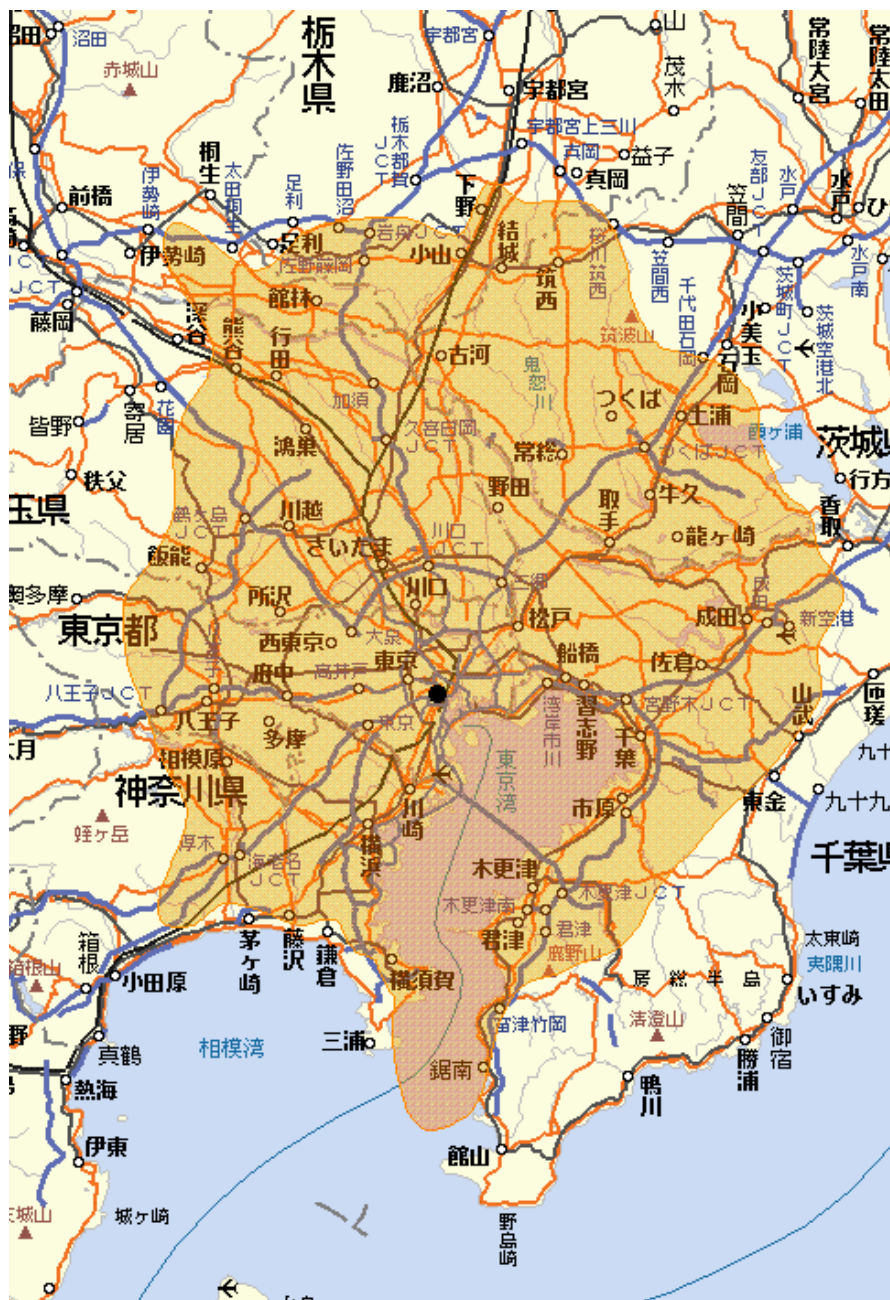 栃木県
沼田
沼田
赤城山
宇都宮
鹿沼
宇都宮
宇都宮上三川
茂木
常陸大宮
常陸太田
桐生
太田桐生
足利
佐野田沼
栃木都賀JCT
下野
真岡
真岡
益子
友部JCT
水戸
笠間
水戸
前橋
伊勢崎
伊勢崎
足利
岩舟JCT
佐野藤岡
小山
結城
筑西
桜川筑西
笠間西
千代田石岡
茨城町JCT
水戸南
JCT
藤岡
深谷
熊谷
館林
行田
古河
鬼怒川
筑波山
小美玉
石岡
茨城空港北
加須
つくば
土浦
霞ヶ浦
茨城県
行方
皆野
寄居
花園
鴻巣
久喜白岡JCT
常総
つくばJCT
秩父
玉県
鶴ヶ島JCT
川越
野田
取手
牛久
香取
さいたま
川口JCT
龍ヶ崎
飯能
奥多摩
所沢
川口
三郷
成田
成田
新空港
東京都
西東京
大泉
松戸
八王子
府中
高井戸
東京
船橋
佐倉
八王子JCT
八王子
多摩
東京
湾岸市川
習志野
宮野木JCT
千葉
山武
匝瑳
相模原
東京湾
神奈川県
蛭ヶ岳
川崎
市原
東金
九十九
厚木
海老名JCT
横浜
木更津
木更津JCT
木更津南
千葉県
君津
君津
鹿野山
箱根
箱根山
小田原
茅ヶ崎
藤沢
鎌倉
横須賀
太東崎
夷隅川
房総半島
いすみ
富津竹岡
清澄山
御宿
真鶴
相模湾
三浦
鋸南
勝浦
熱海
鴨川
伊東
館山
城ヶ崎
天城山
野島崎